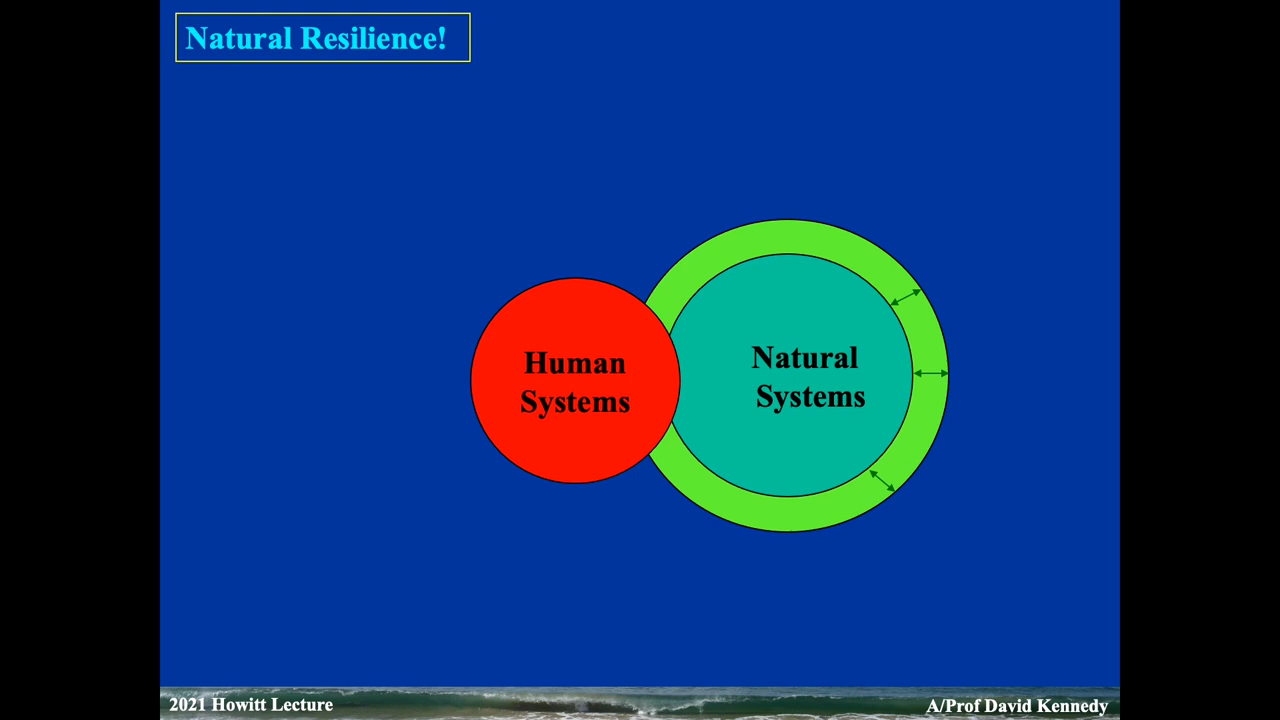 Natural Resilience!
Human
Systems
Natural
Systems
2021 Howitt Lecture
A/Prof David Kennedy